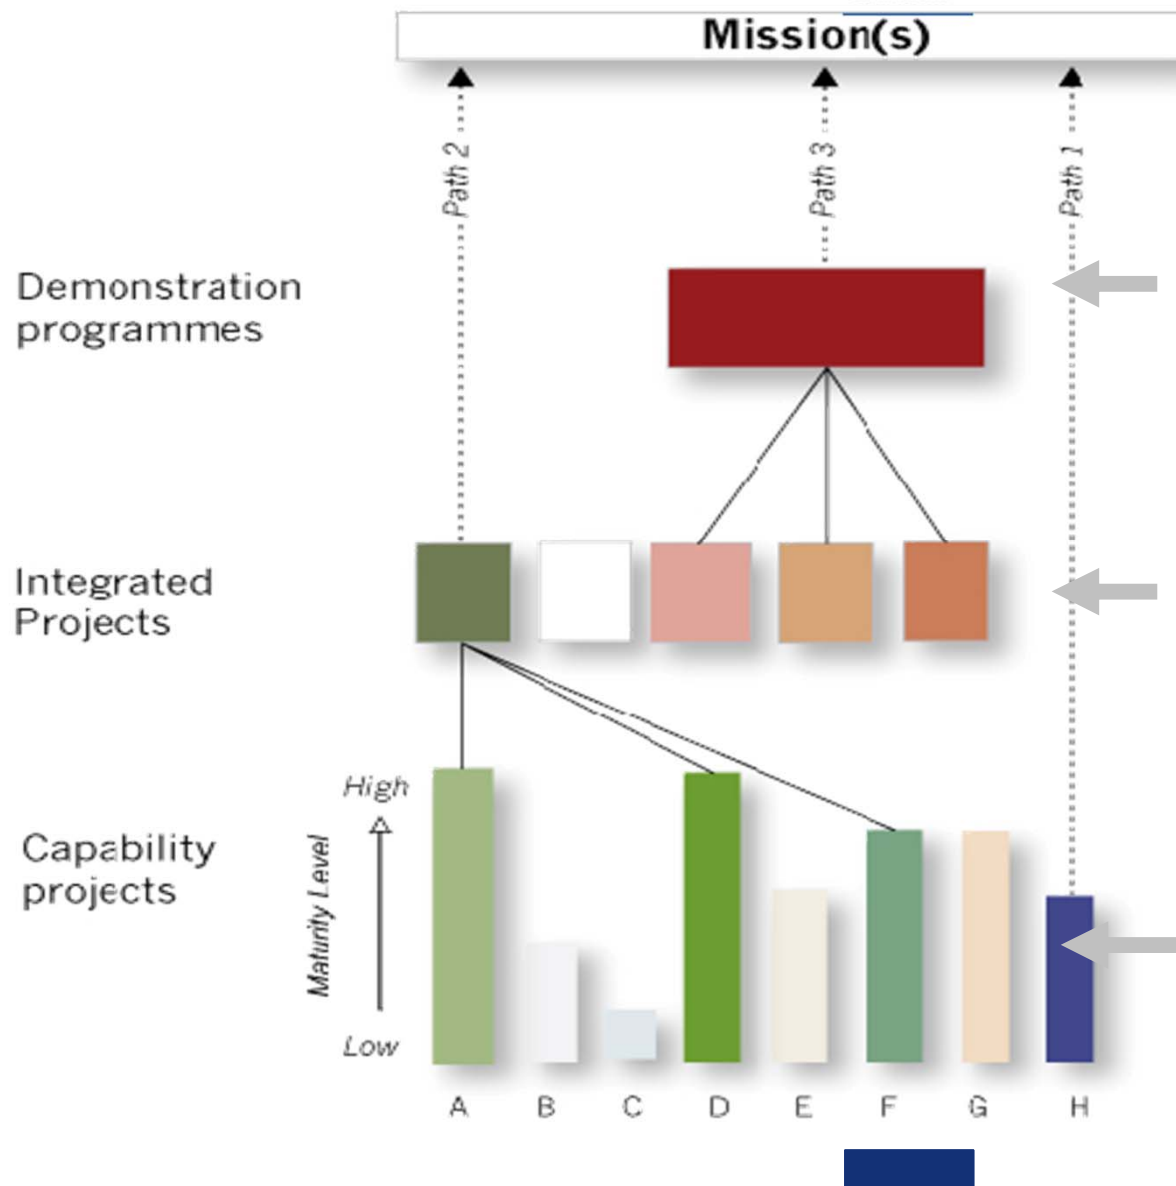 Mission(s)
Path 2
Path 3
Path 1
Demonstration
programmes
Integrated
Projects
High
Capability
projects
Maturity Level
Low
A B C D E F G H